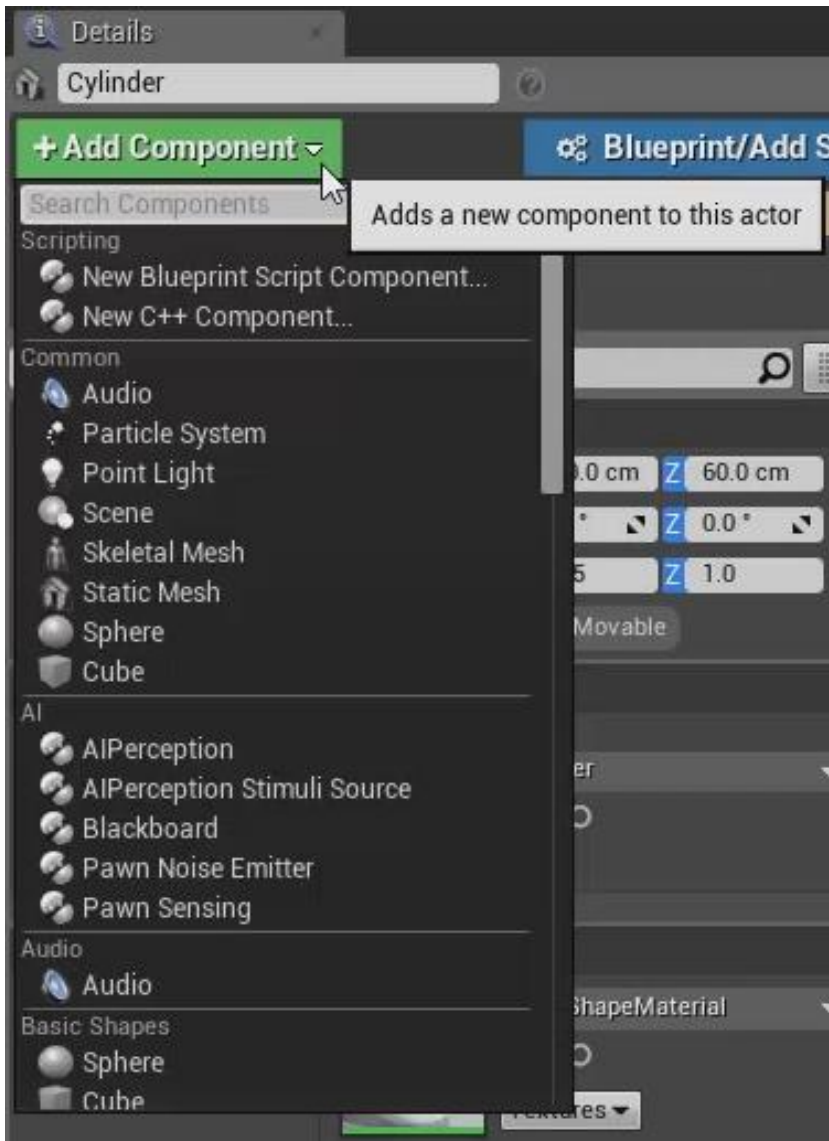 Details
Cylinder
+ Add Component
Blueprint/Add S
Search Components
Adds a new component to this actor
Scripting
New Blueprint Script Component...
New C++ Component...
Common
Audio
Particle System
Point Light
.0 cm Z 60.0 cm
Scene
° Z 0.0 °
Skeletal Mesh
Static Mesh
5 Z 1.0
Sphere
Movable
Cube
AI
AIPerception
er
AIPerception Stimuli Source
Blackboard
Pawn Noise Emitter
Pawn Sensing
Audio
Audio
ShapeMaterial
Basic Shapes
Sphere
Cube
Textures